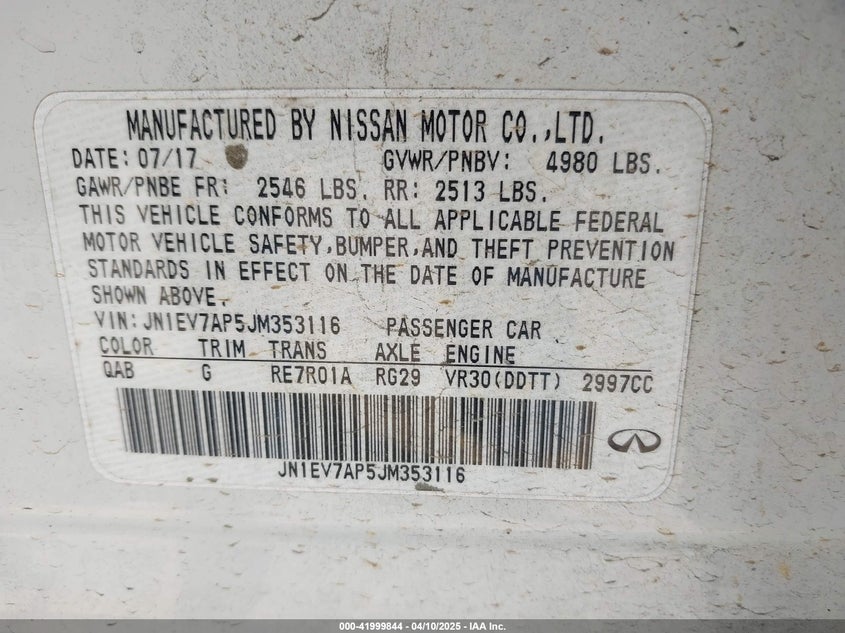 MANUFACTURED BY NISSAN MOTOR CO.,LTD.
DATE: 07/17 GVWR/PNBV: 4980 LBS.
GAWR/PNBE FR: 2546 LBS. RR: 2513 LBS.
THIS VEHICLE CONFORMS TO ALL APPLICABLE FEDERAL
MOTOR VEHICLE SAFETY,BUMPER,AND THEFT PREVENTION
STANDARDS IN EFFECT ON THE DATE OF MANUFACTURE
SHOWN ABOVE.
VIN: JN1EV7AP5JM353116 PASSENGER CAR
COLOR TRIM TRANS AXLE ENGINE
QAB G RE7R01A RG29 VR30(DDTT) 2997CC
JN1EV7AP5JM353116
000-41999844 - 04/10/2025 - IAA Inc.